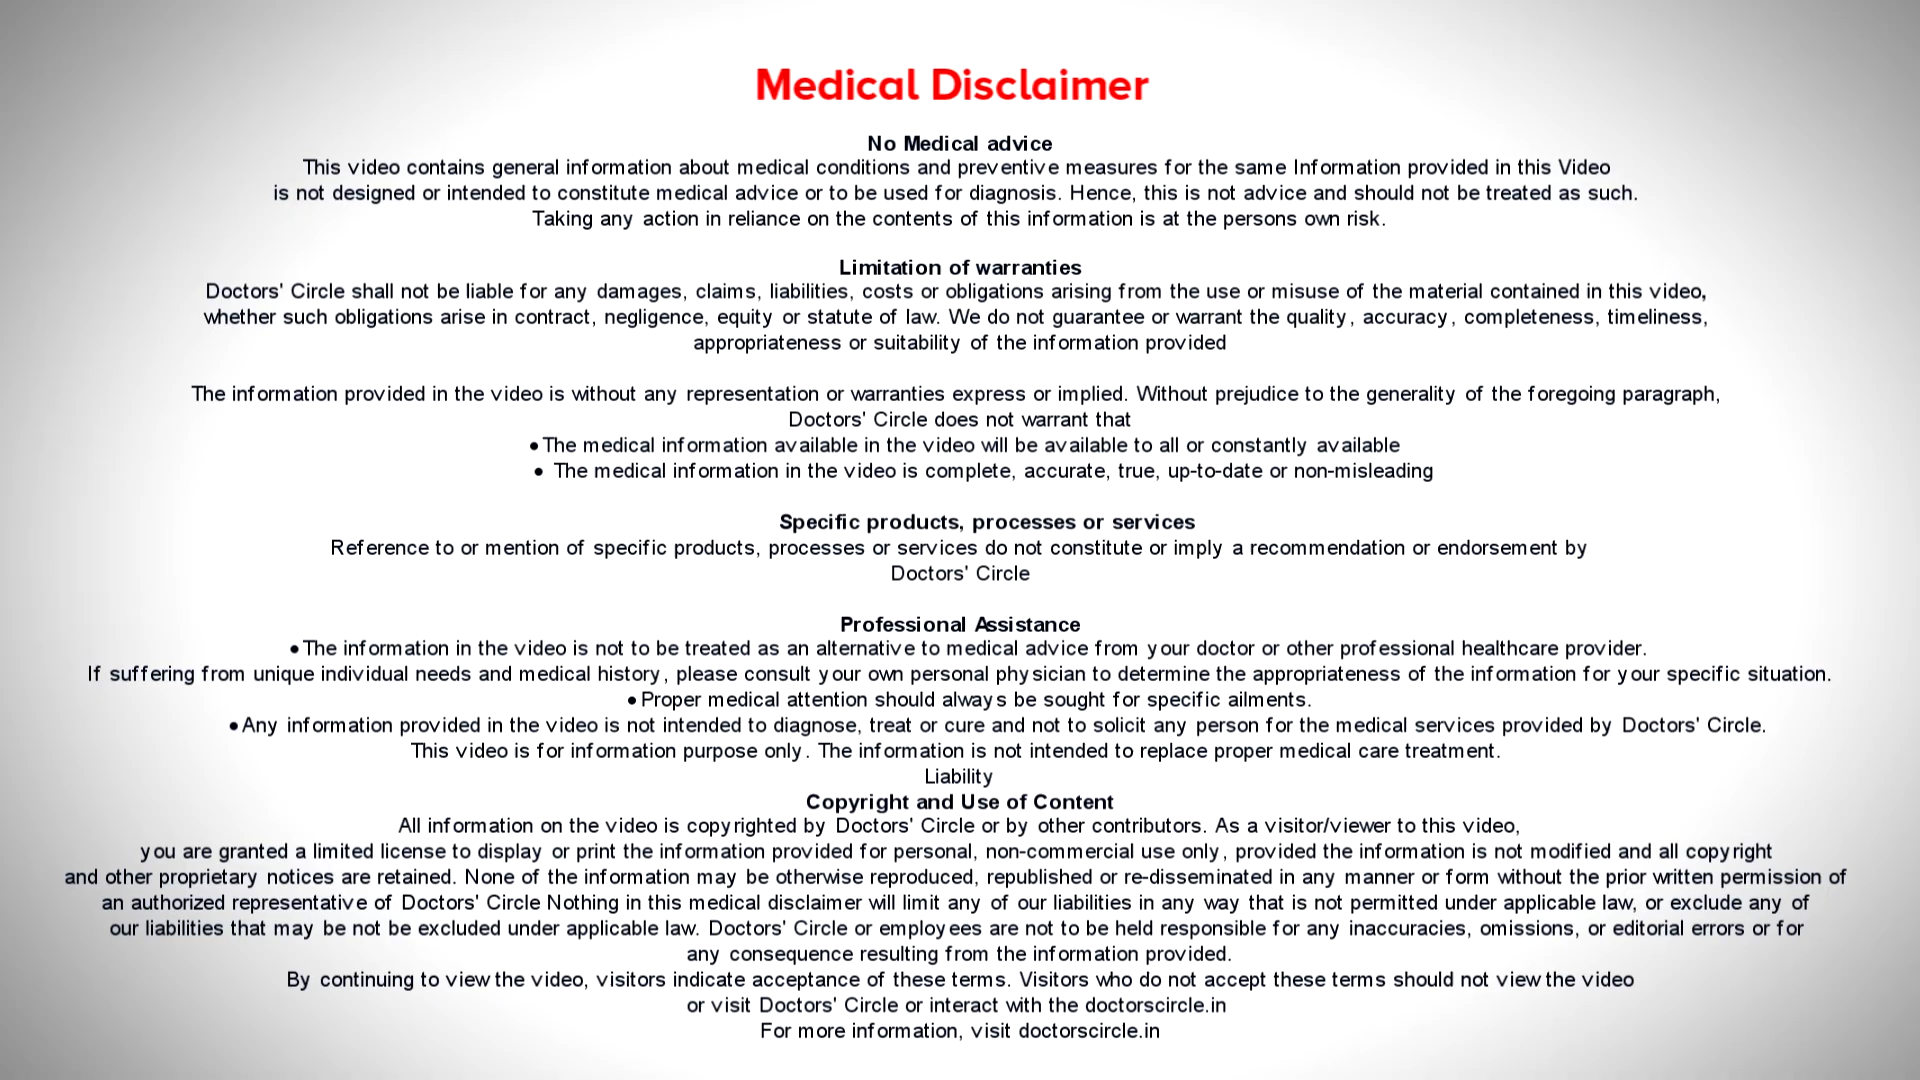 Medical Disclaimer
No Medical advice
This video contains general information about medical conditions and preventive measures for the same Information provided in this Video
is not designed or intended to constitute medical advice or to be used for diagnosis. Hence, this is not advice and should not be treated as such.
Taking any action in reliance on the contents of this information is at the persons own risk.
Limitation of warranties
Doctors' Circle shall not be liable for any damages, claims, liabilities, costs or obligations arising from the use or misuse of the material contained in this video,
whether such obligations arise in contract, negligence, equity or statute of law. We do not guarantee or warrant the quality, accuracy, completeness, timeliness,
appropriateness or suitability of the information provided
The information provided in the video is without any representation or warranties express or implied. Without prejudice to the generality of the foregoing paragraph,
Doctors' Circle does not warrant that
•The medical information available in the video will be available to all or constantly available
• The medical information in the video is complete, accurate, true, up-to-date or non-misleading
Specific products, processes or services
Reference to or mention of specific products, processes or services do not constitute or imply a recommendation or endorsement by
Doctors' Circle
Professional Assistance
•The information in the video is not to be treated as an alternative to medical advice from your doctor or other professional healthcare provider.
If suffering from unique individual needs and medical history, please consult your own personal physician to determine the appropriateness of the information for your specific situation.
•Proper medical attention should always be sought for specific ailments.
•Any information provided in the video is not intended to diagnose, treat or cure and not to solicit any person for the medical services provided by Doctors' Circle.
This video is for information purpose only. The information is not intended to replace proper medical care treatment.
Liability
Copyright and Use of Content
All information on the video is copyrighted by Doctors' Circle or by other contributors. As a visitor/viewer to this video,
you are granted a limited license to display or print the information provided for personal, non-commercial use only, provided the information is not modified and all copyright
and other proprietary notices are retained. None of the information may be otherwise reproduced, republished or re-disseminated in any manner or form without the prior written permission of
an authorized representative of Doctors' Circle Nothing in this medical disclaimer will limit any of our liabilities in any way that is not permitted under applicable law, or exclude any of
our liabilities that may be not be excluded under applicable law. Doctors' Circle or employees are not to be held responsible for any inaccuracies, omissions, or editorial errors or for
any consequence resulting from the information provided.
By continuing to view the video, visitors indicate acceptance of these terms. Visitors who do not accept these terms should not view the video
or visit Doctors' Circle or interact with the doctorscircle.in
For more information, visit doctorscircle.in